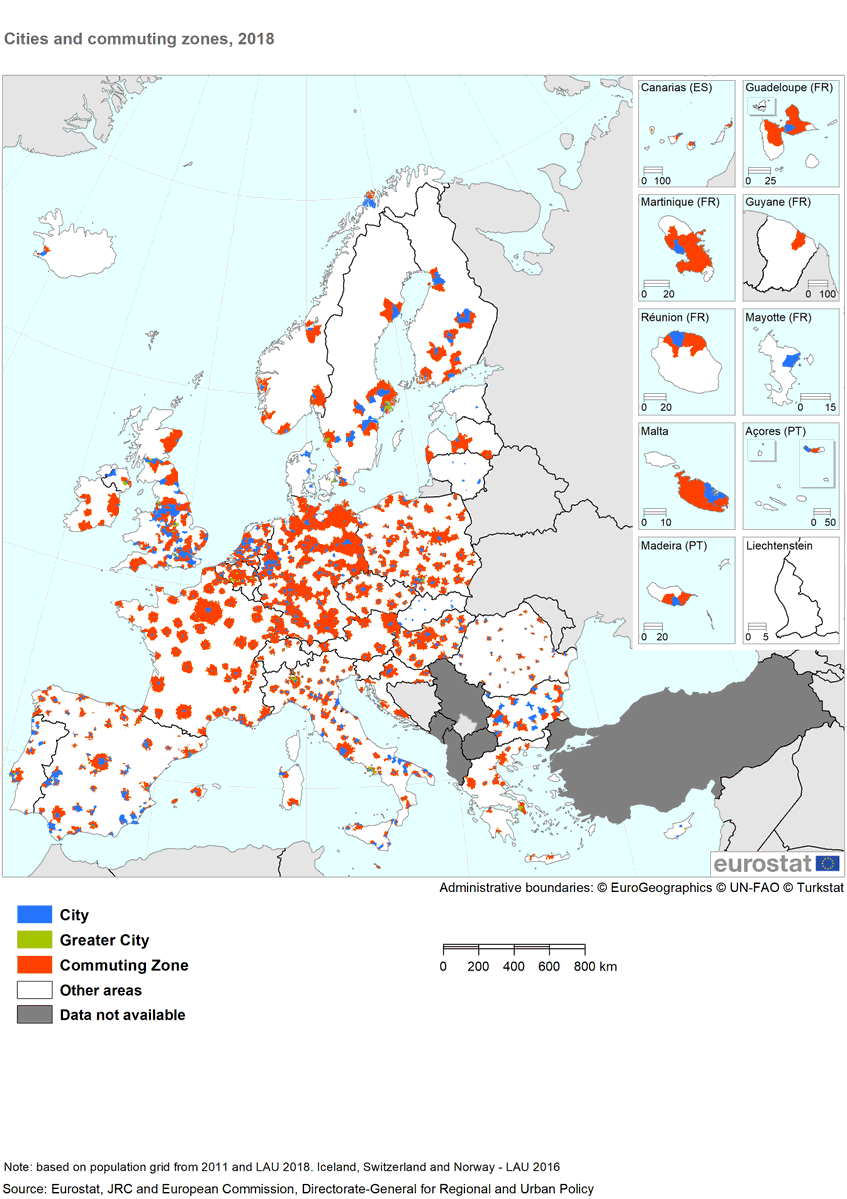 Cities and commuting zones, 2018
Canarias (ES)
0 100
Guadeloupe (FR)
0 25
Martinique (FR)
0 20
Guyane (FR)
0 100
Réunion (FR)
0 20
Mayotte (FR)
0 15
Malta
0 10
Açores (PT)
0 50
Madeira (PT)
0 20
Liechtenstein
0 5
eurostat
Administrative boundaries: © EuroGeographics © UN-FAO © Turkstat
City
Greater City
Commuting Zone
Other areas
Data not available
0 200 400 600 800 km
Note: based on population grid from 2011 and LAU 2018. Iceland, Switzerland and Norway - LAU 2016
Source: Eurostat, JRC and European Commission, Directorate-General for Regional and Urban Policy